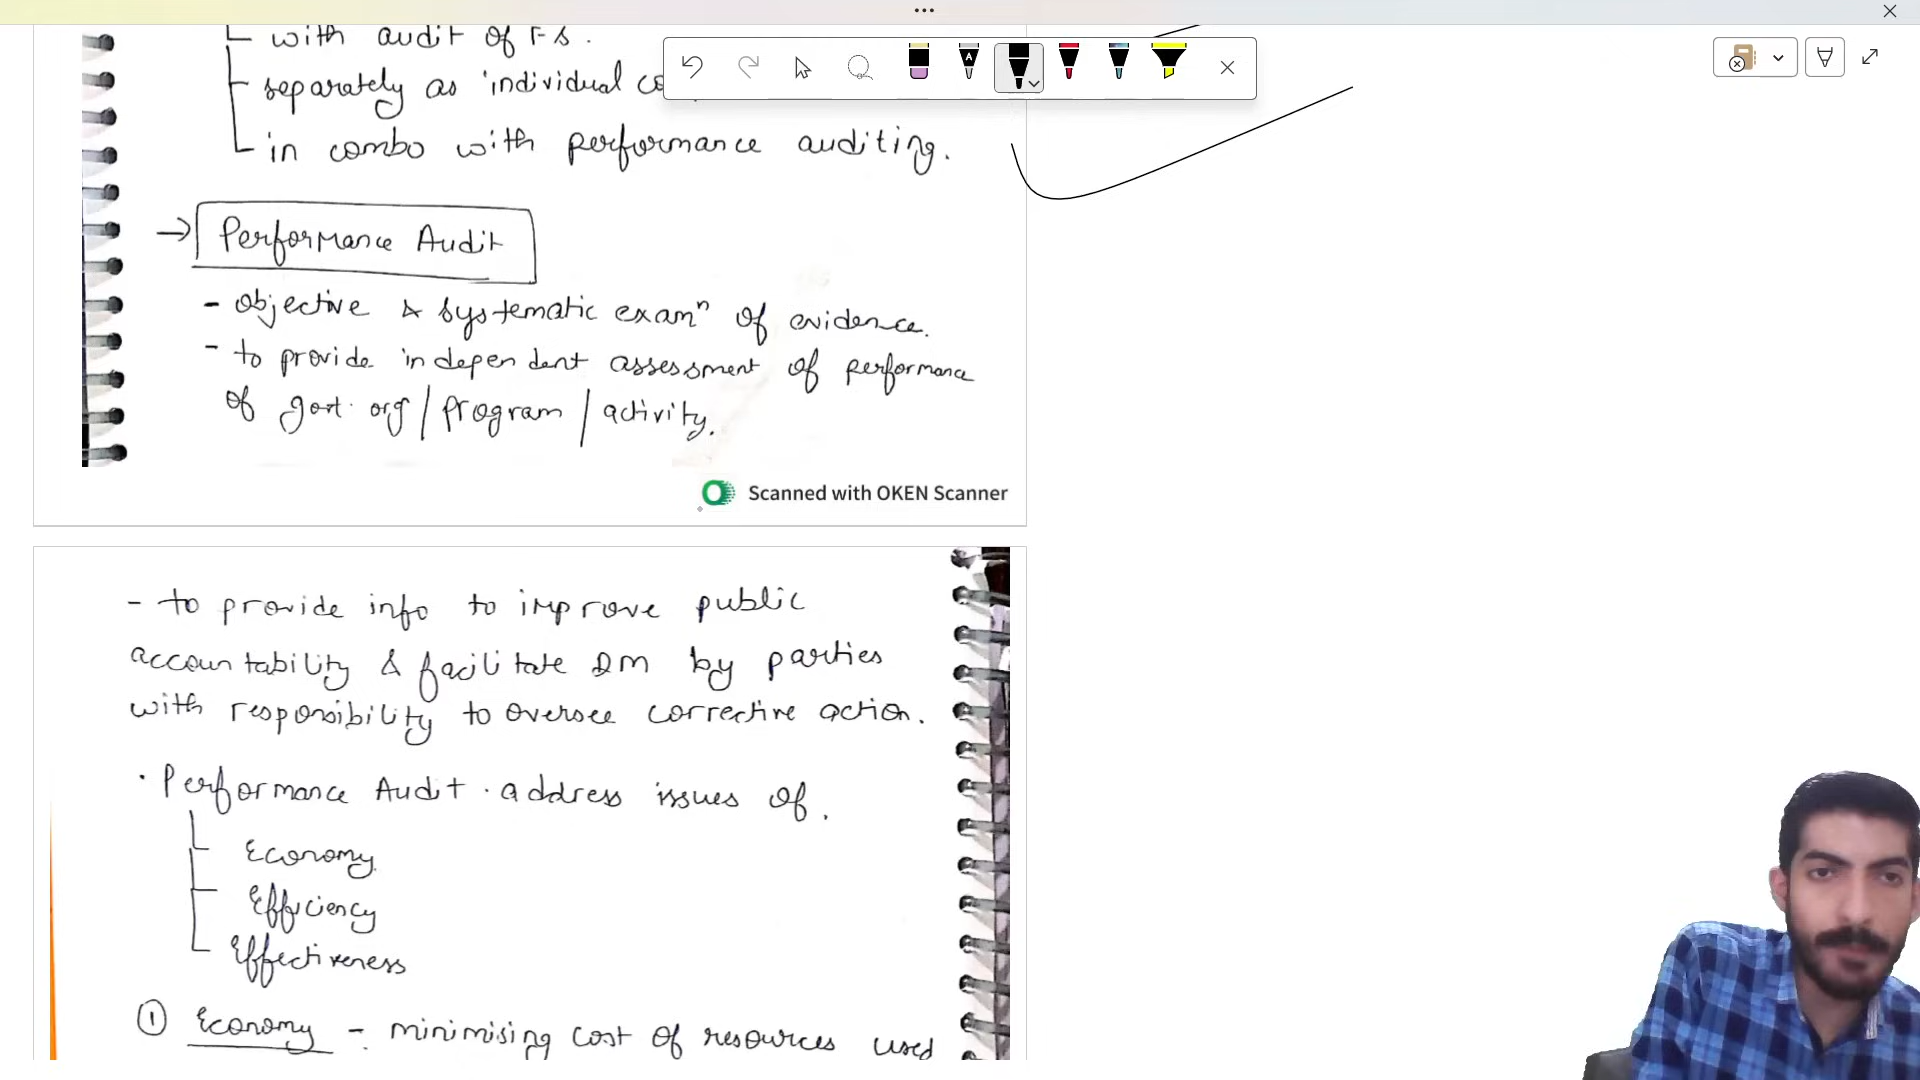 with audit of FS.
separately as 'individual co
in combo with performance auditing.
→ Performance Audit
- objective & systematic examⁿ of evidence.
- to provide independent assessment of performance
of govt. org / program / activity.
Scanned with OKEN Scanner
- to provide info to improve public
accountability & facilitate DM by parties
with responsibility to oversee corrective action.
· Performance Audit · address issues of.
Economy
Efficiency
Effectiveness
① Economy - minimising cost of resources used